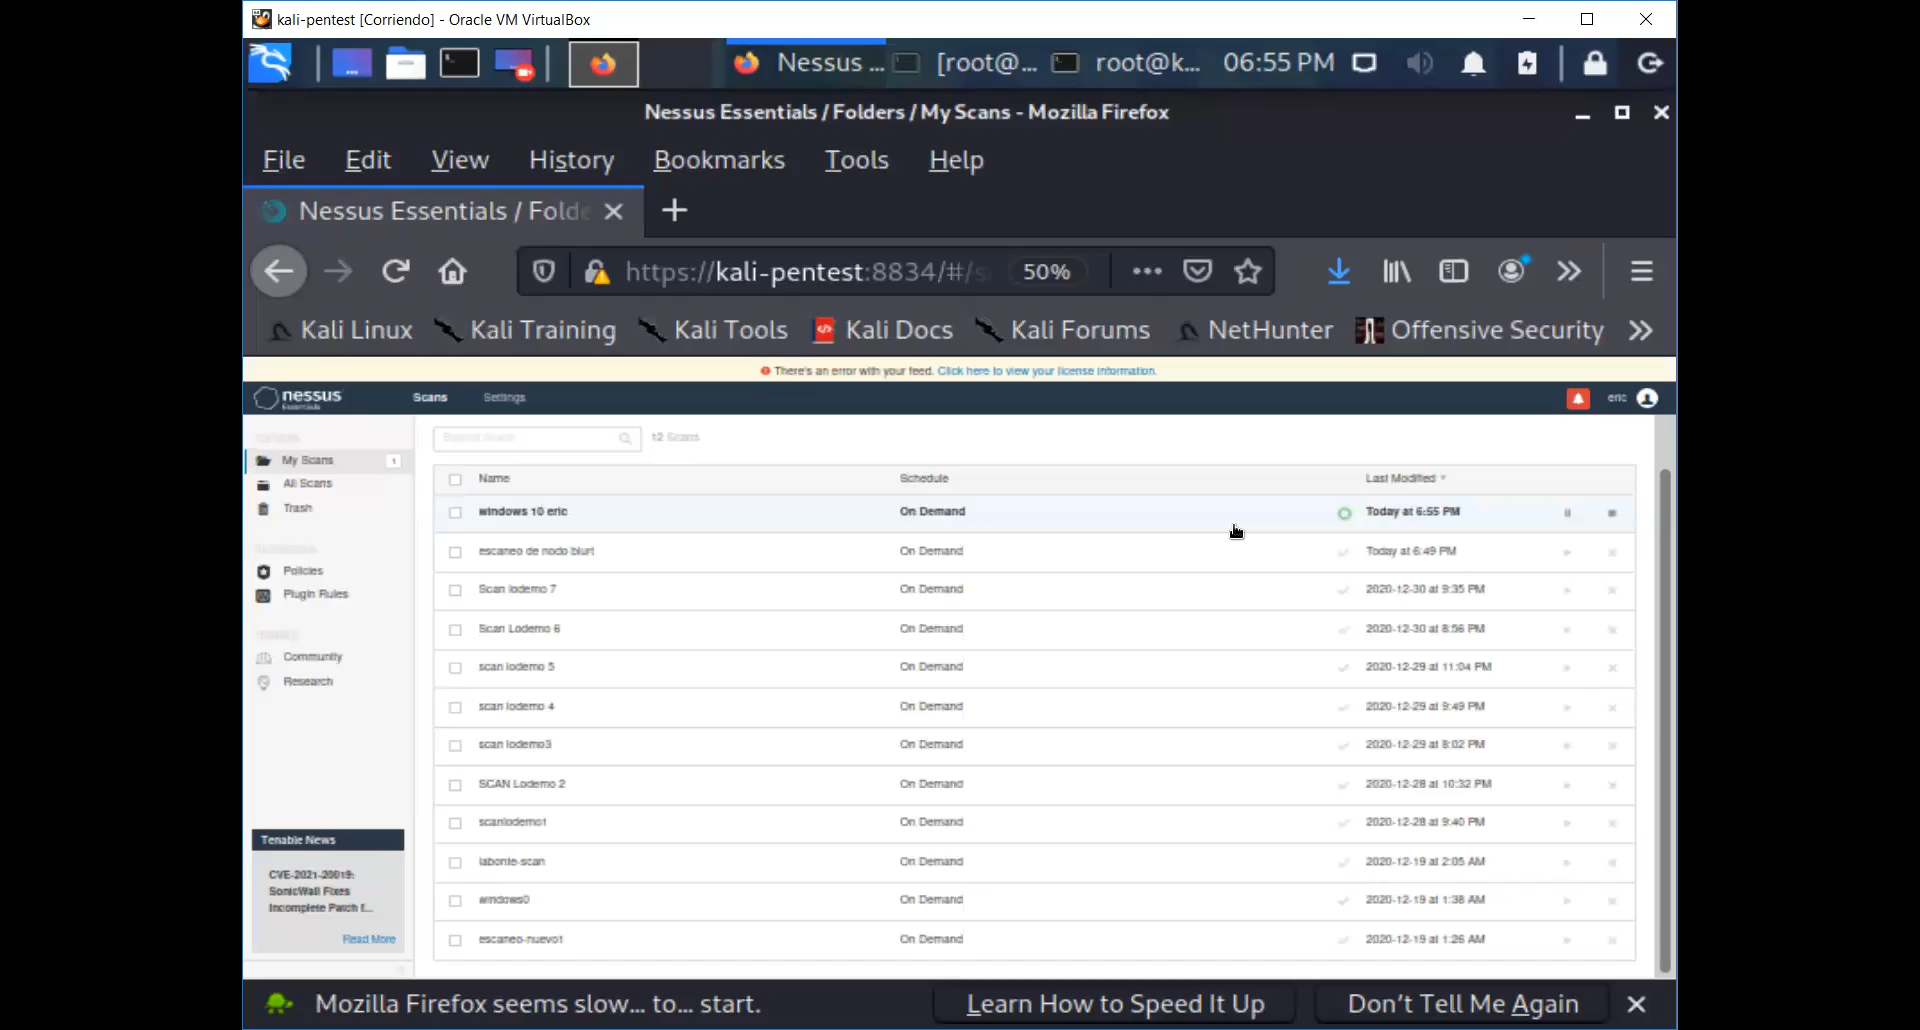 kali-pentest [Corriendo] - Oracle VM VirtualBox
Nessus ... [root@... root@k... 06:55 PM
Nessus Essentials / Folders / My Scans - Mozilla Firefox
File Edit View History Bookmarks Tools Help
Nessus Essentials / Folde
https://kali-pentest:8834/#/s 50%
Kali Linux Kali Training Kali Tools Kali Docs Kali Forums NetHunter Offensive Security
There's an error with your feed. Click here to view your license information.
nessus Scans Settings eric
Essentials
12 Scans
My Scans 1
All Scans
Trash
Policies
Plugin Rules
Community
Research
Name Schedule Last Modified
windows 10 eric On Demand Today at 6:55 PM
escaneo de nodo blurt On Demand Today at 6:49 PM
Scan lodemo 7 On Demand 2020-12-30 at 9:35 PM
Scan Lodemo 6 On Demand 2020-12-30 at 8:56 PM
scan lodemo 5 On Demand 2020-12-29 at 11:04 PM
scan lodemo 4 On Demand 2020-12-29 at 9:49 PM
scan lodemo3 On Demand 2020-12-29 at 8:02 PM
SCAN Lodemo 2 On Demand 2020-12-28 at 10:32 PM
scanlodemo1 On Demand 2020-12-28 at 9:40 PM
labonte-scan On Demand 2020-12-19 at 2:05 AM
windows0 On Demand 2020-12-19 at 1:38 AM
escaneo-nuevo1 On Demand 2020-12-19 at 1:26 AM
Tenable News
CVE-2021-20019:
SonicWall Fixes
Incomplete Patch f...
Read More
Mozilla Firefox seems slow... to... start. Learn How to Speed It Up Don't Tell Me Again